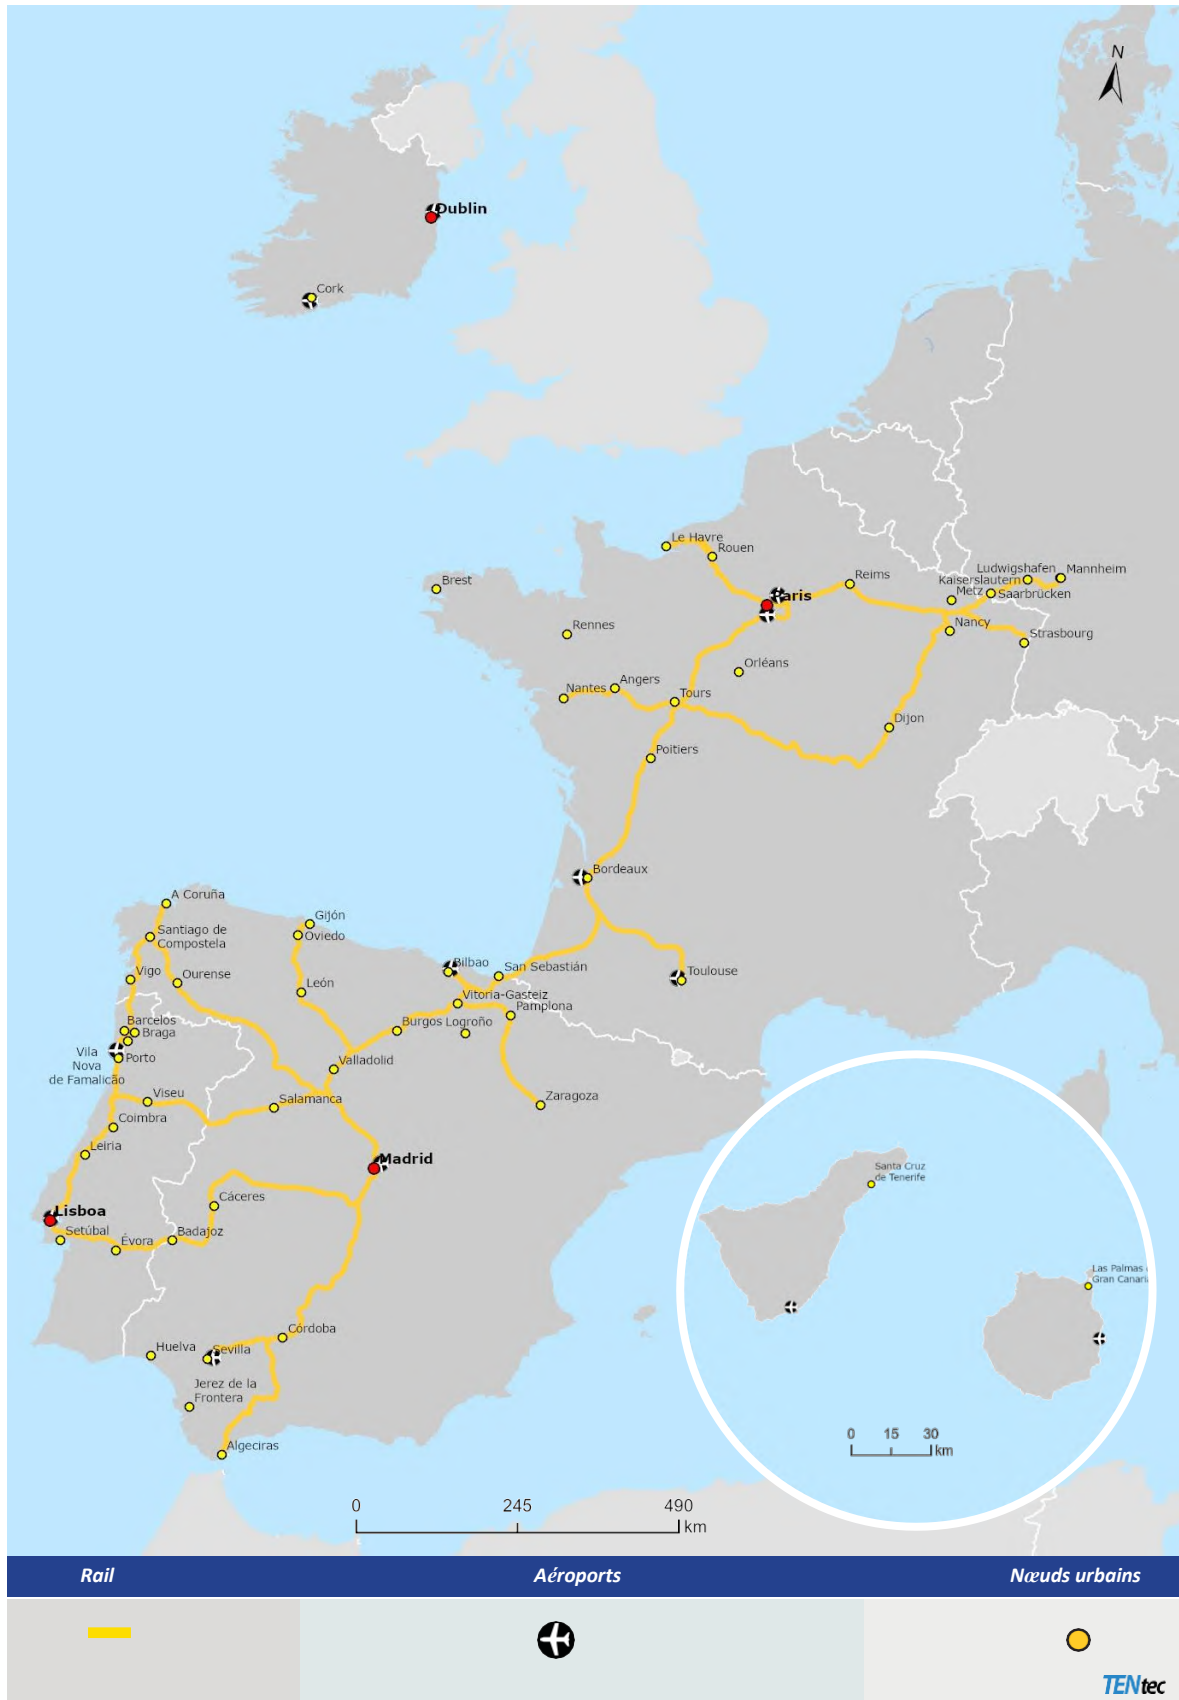 N
Dublin
Cork
Le Havre
Rouen
Brest
Reims
Paris
Ludwigshafen
Mannheim
Kaiserslautern
Metz
Saarbrücken
Rennes
Nancy
Strasbourg
Orléans
Angers
Nantes
Tours
Dijon
Poitiers
Bordeaux
A Coruña
Gijón
Santiago de
Compostela
Oviedo
Bilbao
San Sebastián
Toulouse
Vigo
Ourense
León
Vitoria-Gasteiz
Pamplona
Barcelos
Braga
Burgos
Logroño
Vila
Nova
de Famalicão
Porto
Valladolid
Viseu
Salamanca
Zaragoza
Coimbra
Leiria
Madrid
Santa Cruz
de Tenerife
Cáceres
Lisboa
Setúbal
Évora
Badajoz
Las Palmas
Gran Canari
Córdoba
Huelva
Sevilla
Jerez de la
Frontera
Algeciras
0 15 30
km
0 245 490
km
Rail
Aéroports
Nœuds urbains
TENtec